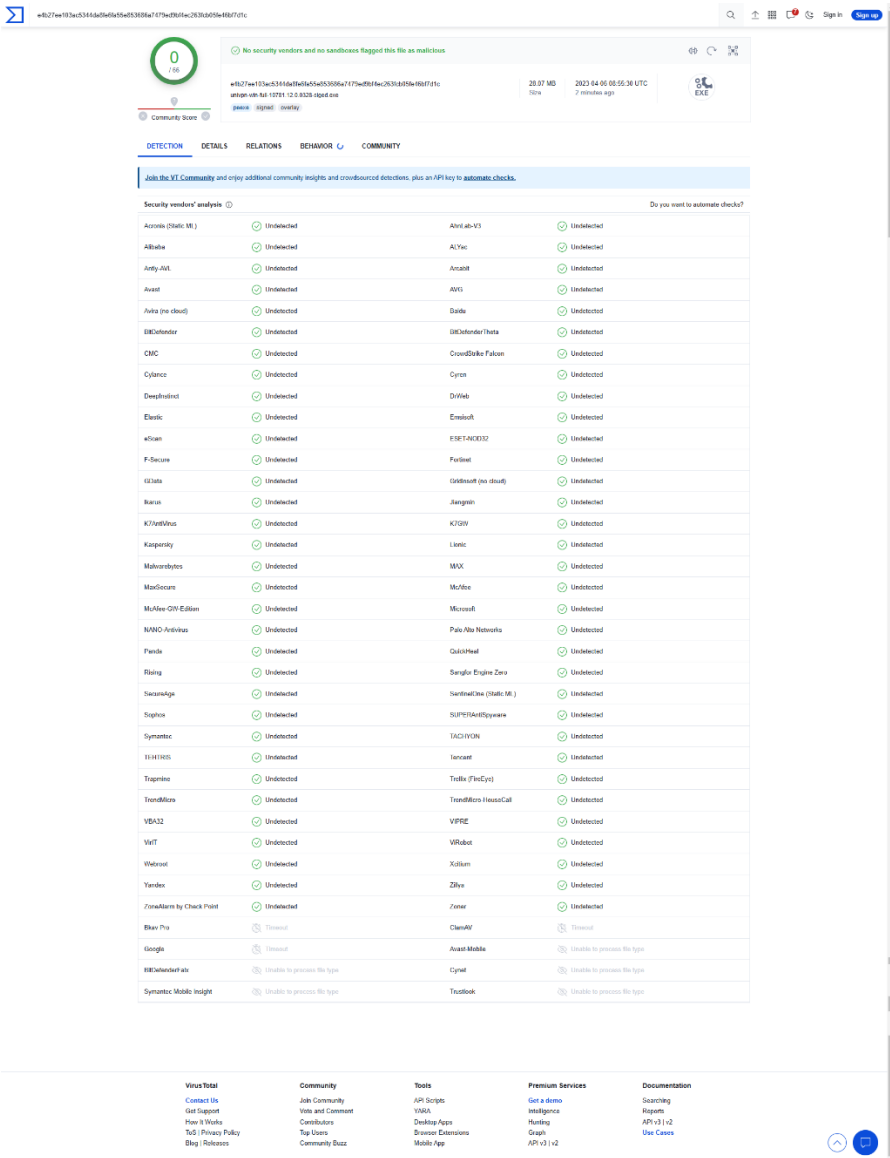 Sign in
Sign up
0
/ 66
Community Score
No security vendors and no sandboxes flagged this file as malicious
28.07 MB
Size
2023-04-06 06:55:30 UTC
2 minutes ago
EXE
peexe signed overlay
DETECTION DETAILS RELATIONS BEHAVIOR COMMUNITY
Join the VT Community and enjoy additional community insights and crowdsourced detections, plus an API key to automate checks.
Security vendors' analysis Do you want to automate checks?
Acronis (Static ML) Undetected AhnLab-V3 Undetected
Alibaba Undetected ALYac Undetected
Antiy-AVL Undetected Arcabit Undetected
Avast Undetected AVG Undetected
Avira (no cloud) Undetected Baidu Undetected
BitDefender Undetected BitDefenderTheta Undetected
CMC Undetected CrowdStrike Falcon Undetected
Cylance Undetected Cyren Undetected
DeepInstinct Undetected DrWeb Undetected
Elastic Undetected Emsisoft Undetected
eScan Undetected ESET-NOD32 Undetected
F-Secure Undetected Fortinet Undetected
GData Undetected Gridinsoft (no cloud) Undetected
Ikarus Undetected Jiangmin Undetected
K7AntiVirus Undetected K7GW Undetected
Kaspersky Undetected Lionic Undetected
Malwarebytes Undetected MAX Undetected
MaxSecure Undetected McAfee Undetected
McAfee-GW-Edition Undetected Microsoft Undetected
NANO-Antivirus Undetected Palo Alto Networks Undetected
Panda Undetected QuickHeal Undetected
Rising Undetected Sangfor Engine Zero Undetected
SecureAge Undetected SentinelOne (Static ML) Undetected
Sophos Undetected SUPERAntiSpyware Undetected
Symantec Undetected TACHYON Undetected
TEHTRIS Undetected Tencent Undetected
Trapmine Undetected Trellix (FireEye) Undetected
TrendMicro Undetected TrendMicro-HouseCall Undetected
VBA32 Undetected VIPRE Undetected
VirIT Undetected ViRobot Undetected
Webroot Undetected Xcitium Undetected
Yandex Undetected Zillya Undetected
ZoneAlarm by Check Point Undetected Zoner Undetected
Bkav Pro Timeout ClamAV Timeout
Google Timeout Avast-Mobile Unable to process file type
BitDefenderFalx Unable to process file type Cynet Unable to process file type
Symantec Mobile Insight Unable to process file type Trustlook Unable to process file type
VirusTotal Community Tools Premium Services Documentation
Contact Us Join Community API Scripts Get a demo Searching
Get Support Vote and Comment YARA Intelligence Reports
How It Works Contributors Desktop Apps Hunting API v3 | v2
ToS | Privacy Policy Top Users Browser Extensions Graph Use Cases
Blog | Releases Community Buzz Mobile App API v3 | v2